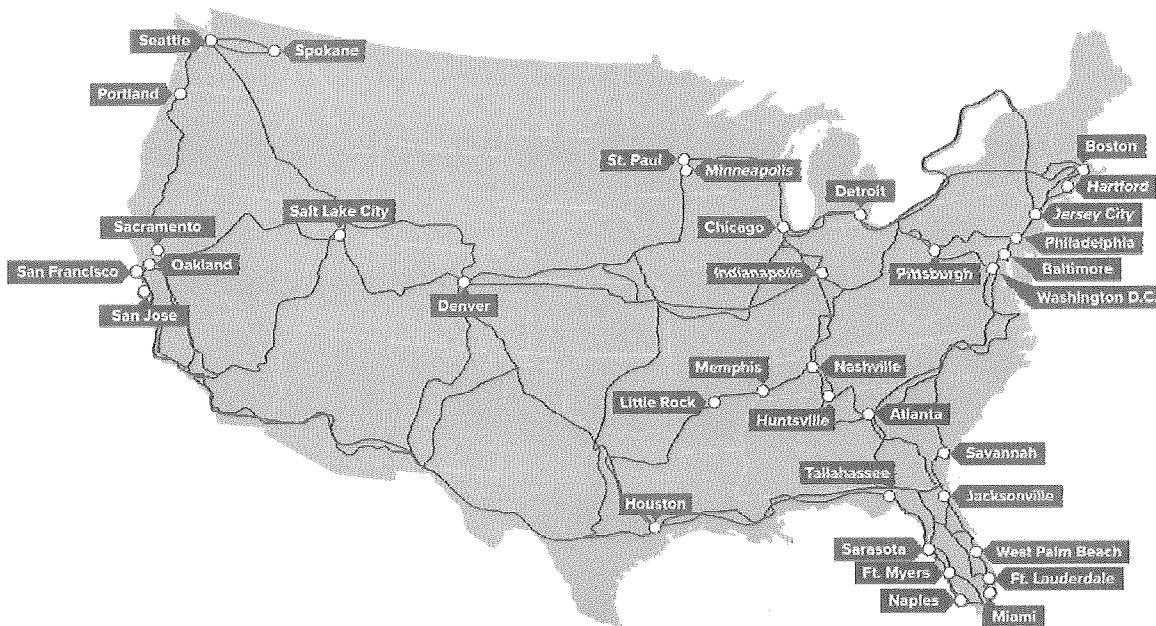 Seattle
Spokane
Portland
St. Paul
Minneapolis
Boston
Detroit
Hartford
Salt Lake City
Jersey City
Sacramento
Chicago
Philadelphia
San Francisco
Oakland
Indianapolis
Pittsburgh
Baltimore
Denver
Washington D.C.
San Jose
Memphis
Nashville
Little Rock
Huntsville
Atlanta
Savannah
Tallahassee
Houston
Jacksonville
Sarasota
West Palm Beach
Ft. Myers
Ft. Lauderdale
Naples
Miami